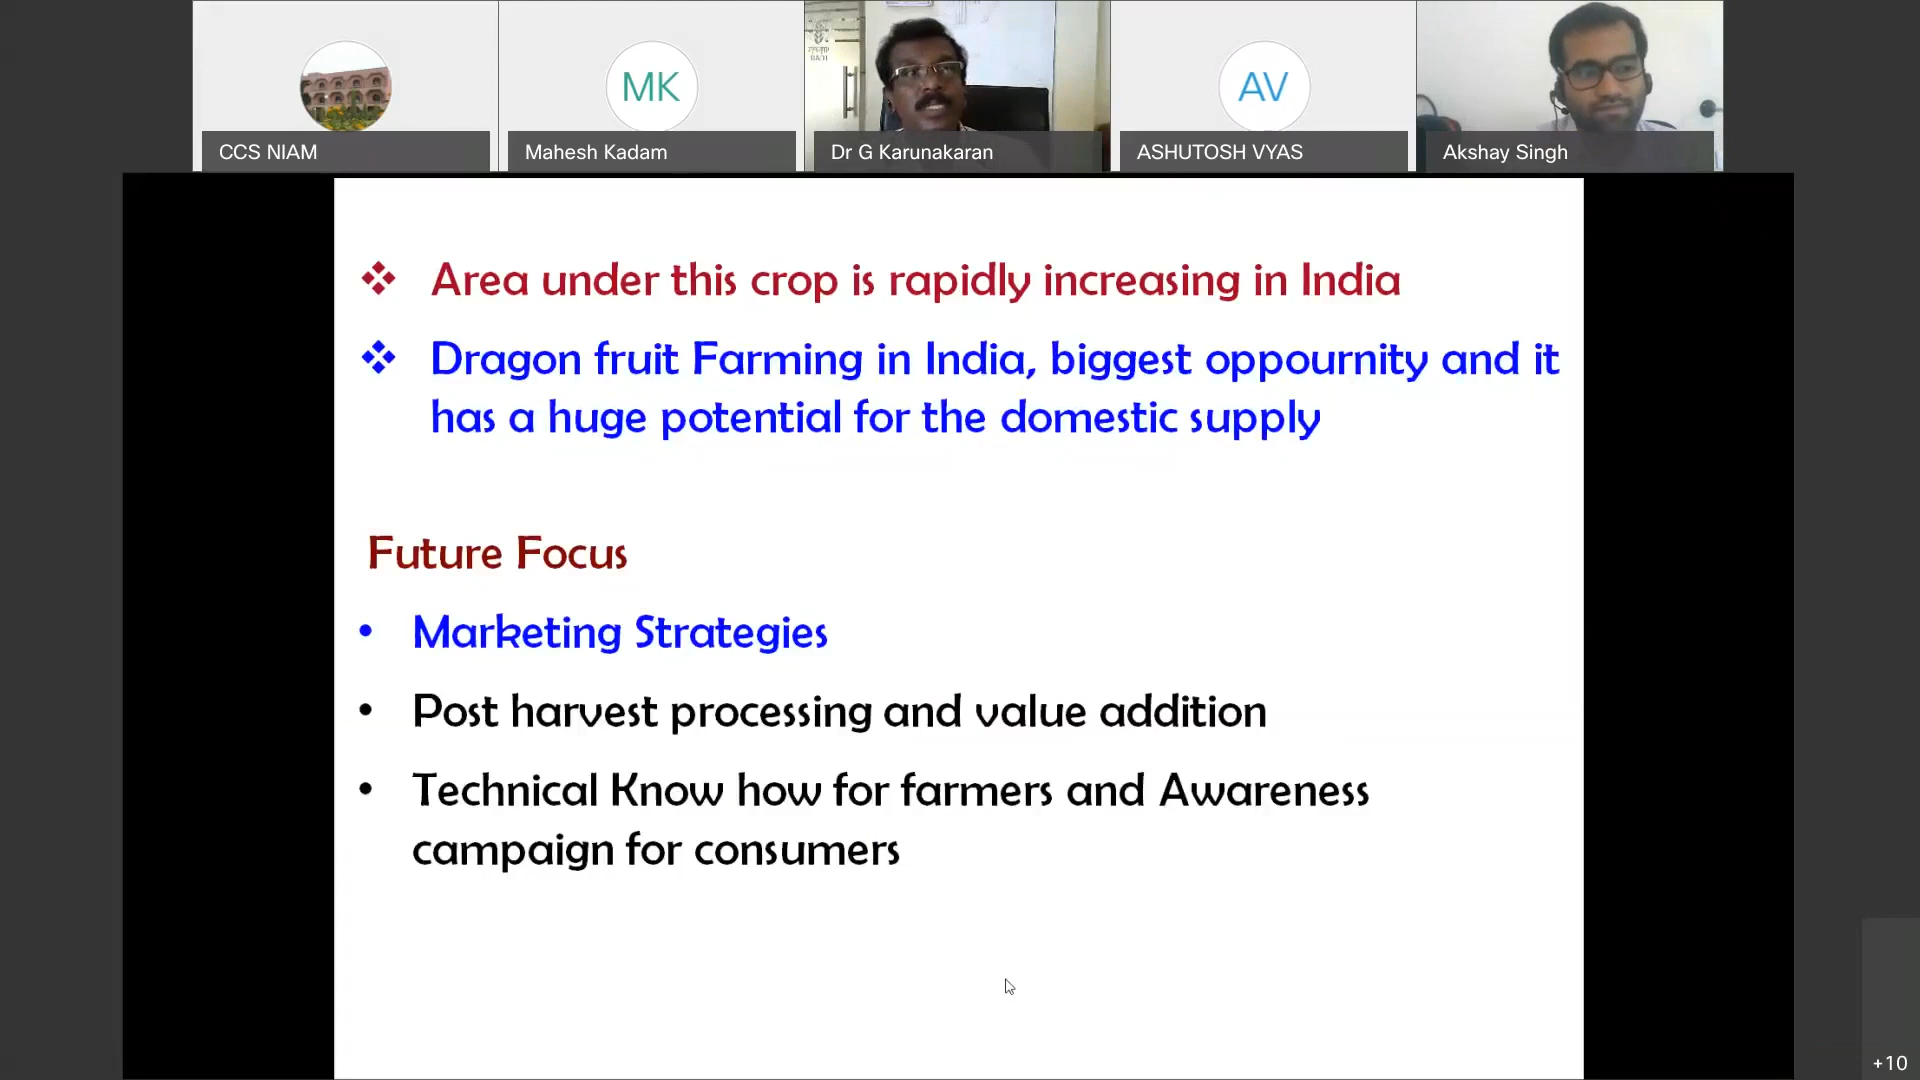 MK
AV
CCS NIAM
Mahesh Kadam
Dr G Karunakaran
ASHUTOSH VYAS
Akshay Singh
Area under this crop is rapidly increasing in India
Dragon fruit Farming in India, biggest oppournity and it
has a huge potential for the domestic supply
Future Focus
• Marketing Strategies
• Post harvest processing and value addition
• Technical Know how for farmers and Awareness
campaign for consumers
+10